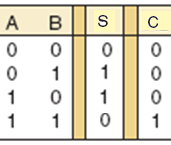 A B S C
0 0 0 0
0 1 1 0
1 0 1 0
1 1 0 1